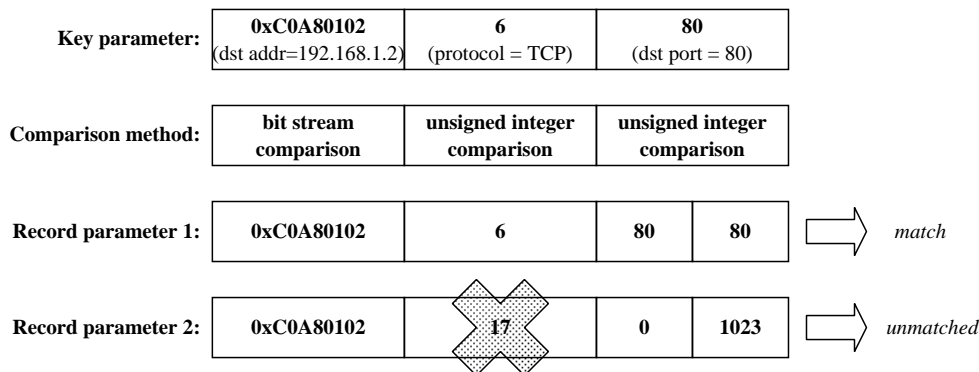 Key parameter: 0xC0A80102 6 80
(dst addr=192.168.1.2) (protocol = TCP) (dst port = 80)
Comparison method: bit stream comparison unsigned integer comparison unsigned integer comparison
Record parameter 1: 0xC0A80102 6 80 80 match
Record parameter 2: 0xC0A80102 17 0 1023 unmatched